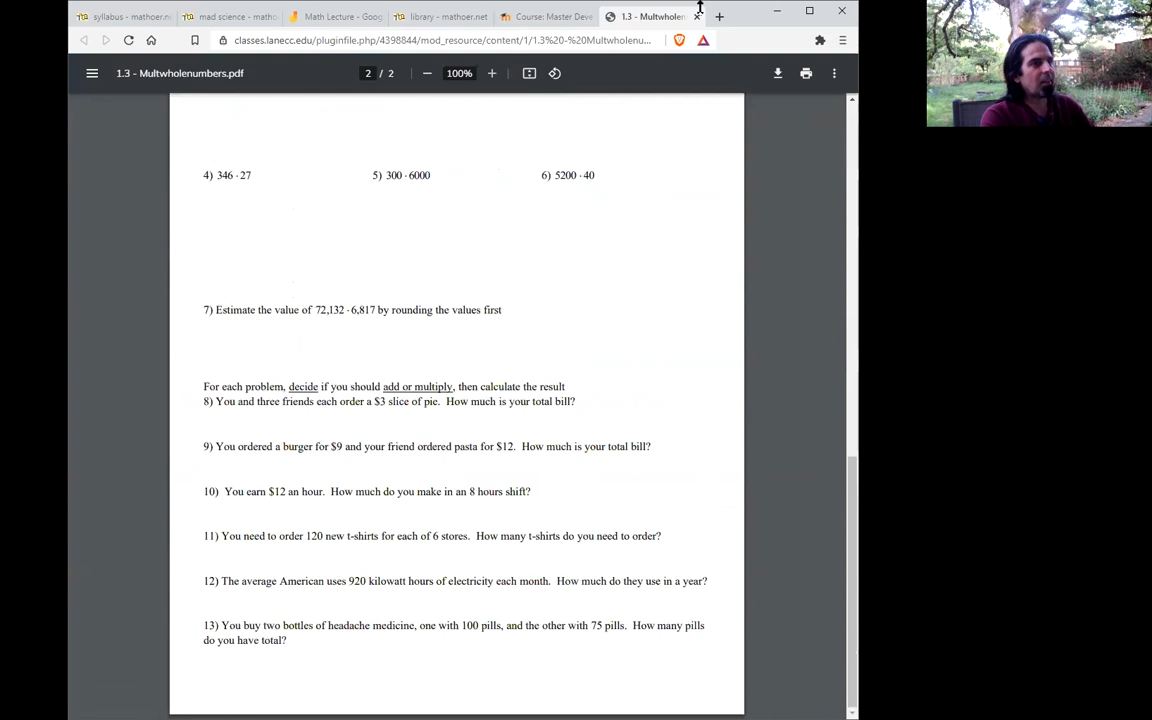 syllabus - mathoer.n
mad science - matho
Math Lecture - Goog
library - mathoer.net
Course: Master Deve
1.3 - Multwholen
classes.lanecc.edu/pluginfile.php/4398844/mod_resource/content/1/1.3%20-%20Multwholenu...
1.3 - Multwholenumbers.pdf
2 / 2
100%
4) 346 · 27
5) 300 · 6000
6) 5200 · 40
7) Estimate the value of 72,132 · 6,817 by rounding the values first
For each problem, decide if you should add or multiply, then calculate the result
8) You and three friends each order a $3 slice of pie. How much is your total bill?
9) You ordered a burger for $9 and your friend ordered pasta for $12. How much is your total bill?
10) You earn $12 an hour. How much do you make in an 8 hours shift?
11) You need to order 120 new t-shirts for each of 6 stores. How many t-shirts do you need to order?
12) The average American uses 920 kilowatt hours of electricity each month. How much do they use in a year?
13) You buy two bottles of headache medicine, one with 100 pills, and the other with 75 pills. How many pills
do you have total?